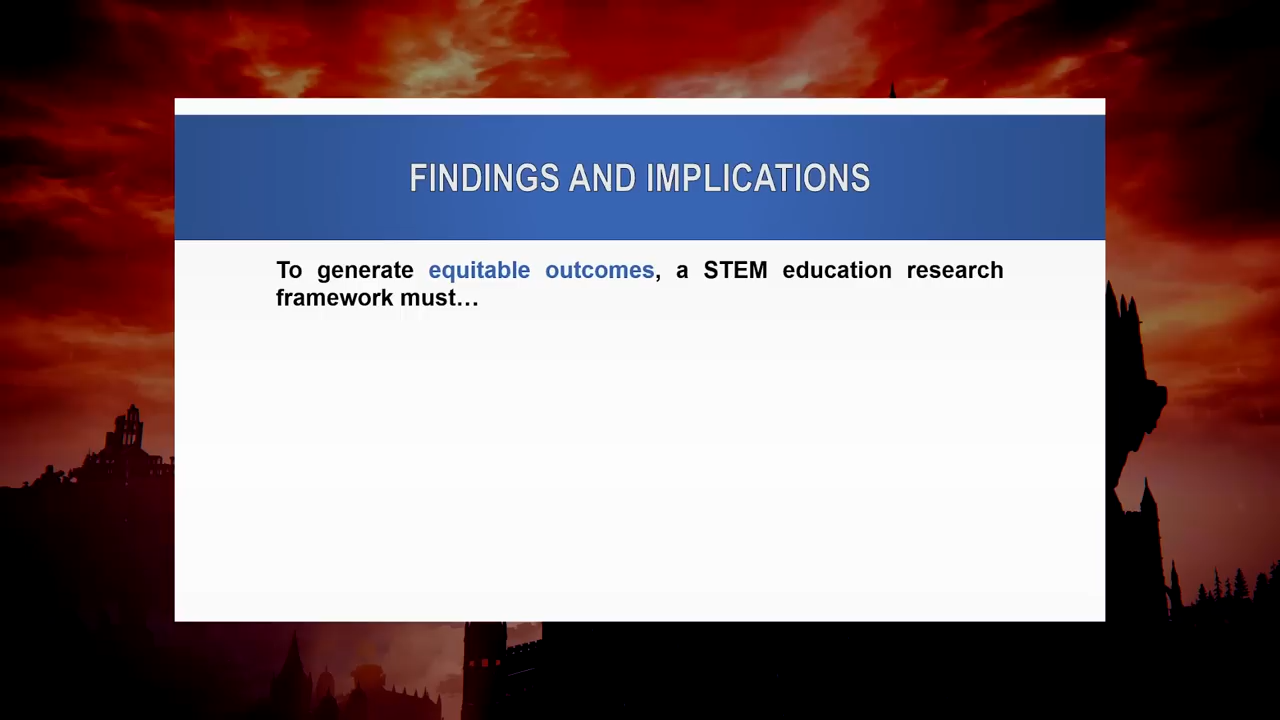 FINDINGS AND IMPLICATIONS
To generate equitable outcomes, a STEM education research
framework must…